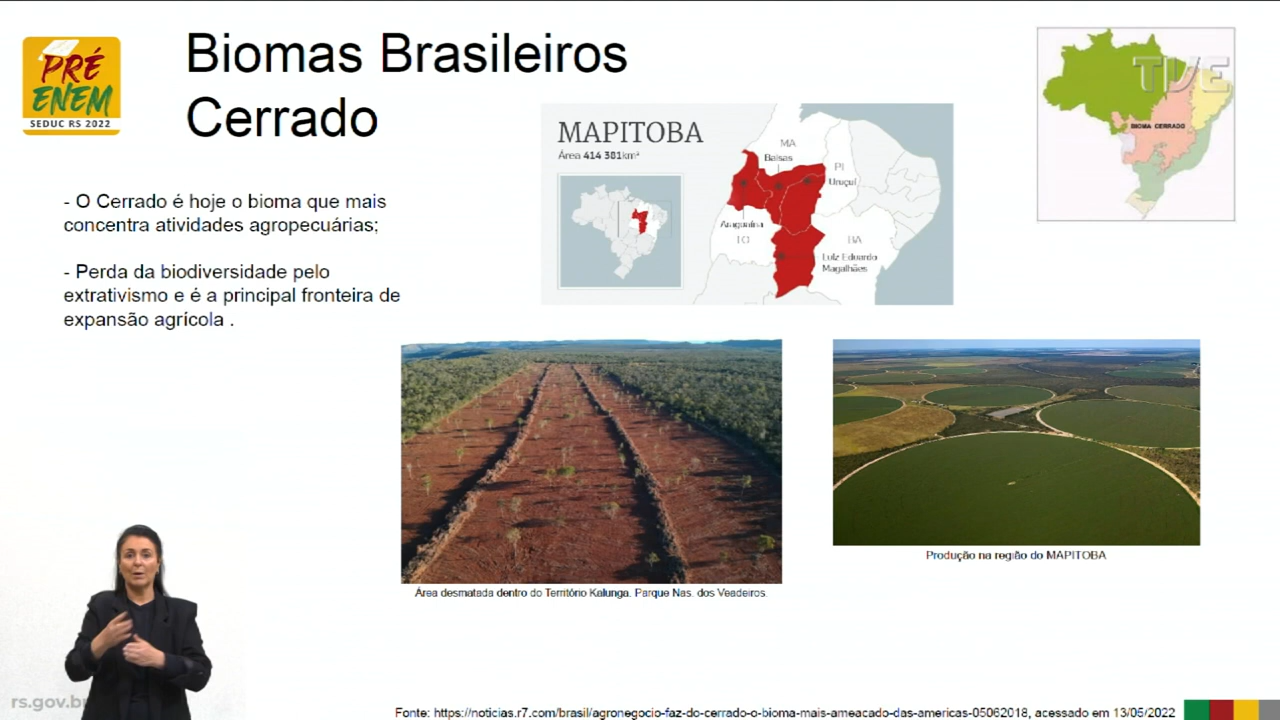 PRÉ
ENEM
SEDUC RS 2022
Biomas Brasileiros
Cerrado
TVE
BIOMA CERRADO
MAPITOBA
Área 414 381km²
MA
Balsas
PI
Uruçuí
Araguaína
TO
BA
Luiz Eduardo
Magalhães
- O Cerrado é hoje o bioma que mais
concentra atividades agropecuárias;
- Perda da biodiversidade pelo
extrativismo e é a principal fronteira de
expansão agrícola .
Área desmatada dentro do Território Kalunga. Parque Nas. dos Veadeiros.
Produção na região do MAPITOBA
rs.gov.br
Fonte: https://noticias.r7.com/brasil/agronegocio-faz-do-cerrado-o-bioma-mais-ameacado-das-americas-05062018, acessado em 13/05/2022